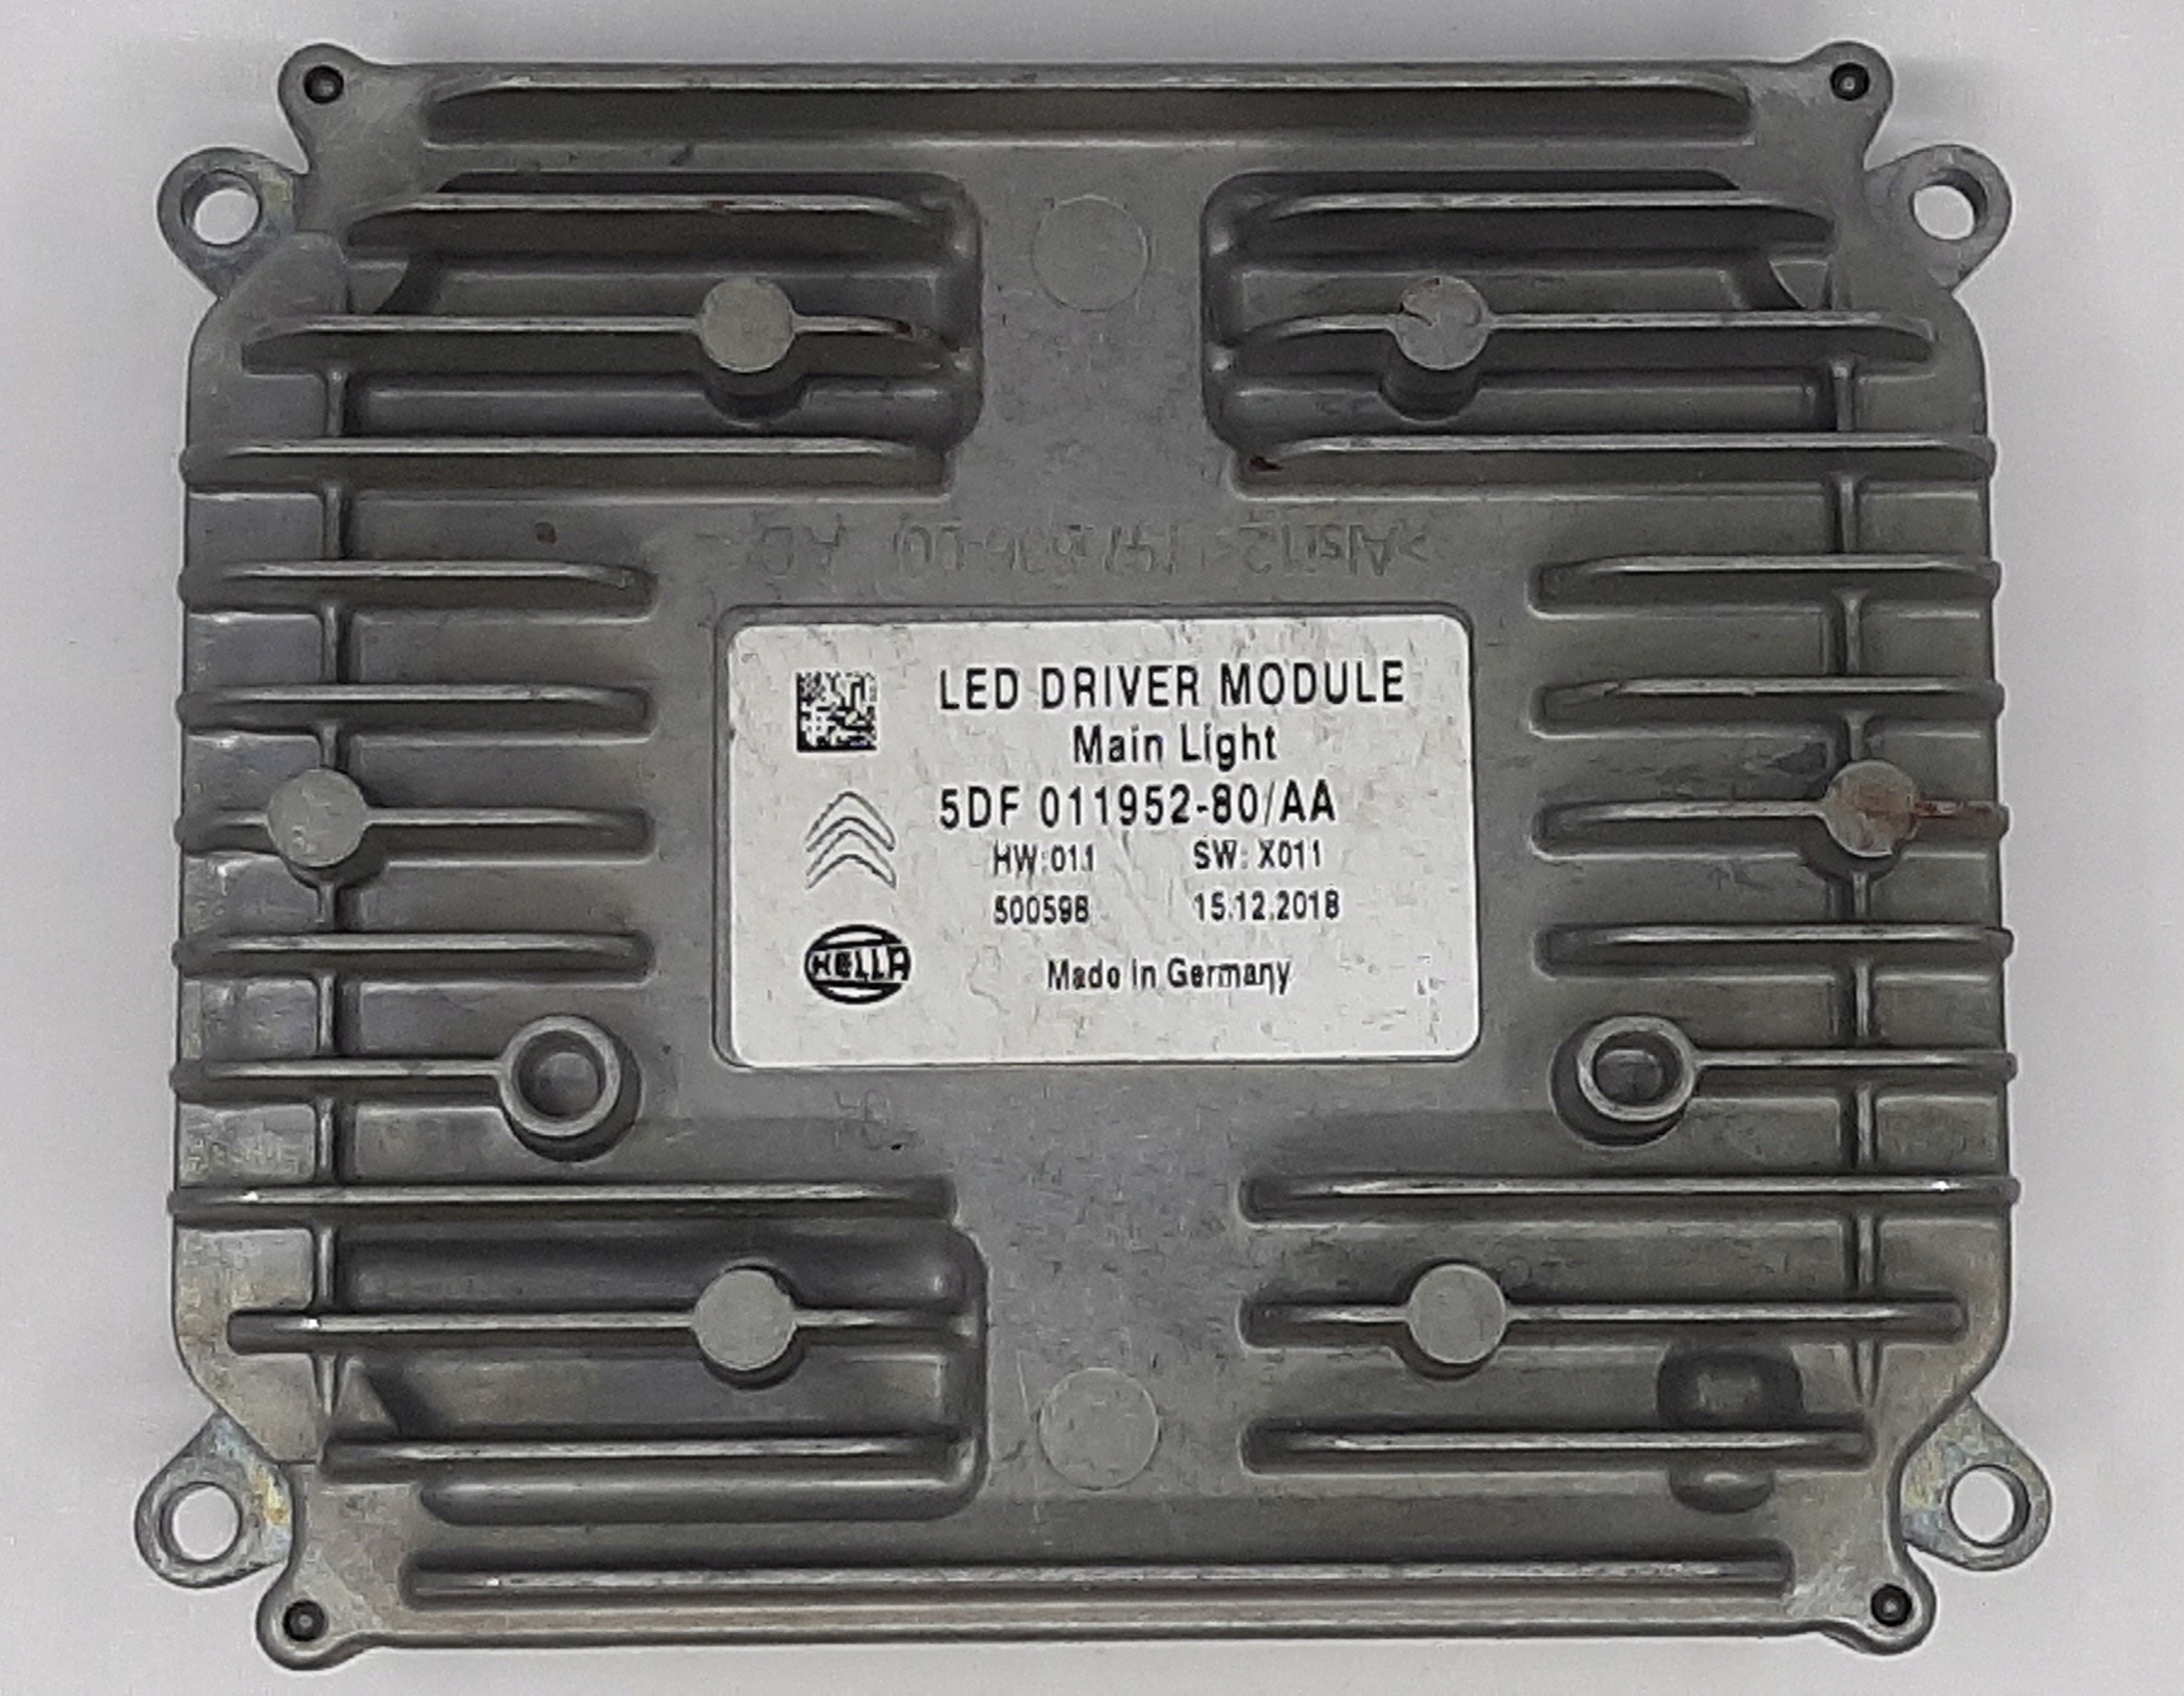 LED DRIVER MODULE
Main Light
5DF 011952-80/AA
HW:011 SW: X011
500598 15.12.2018
HELLA
Made in Germany